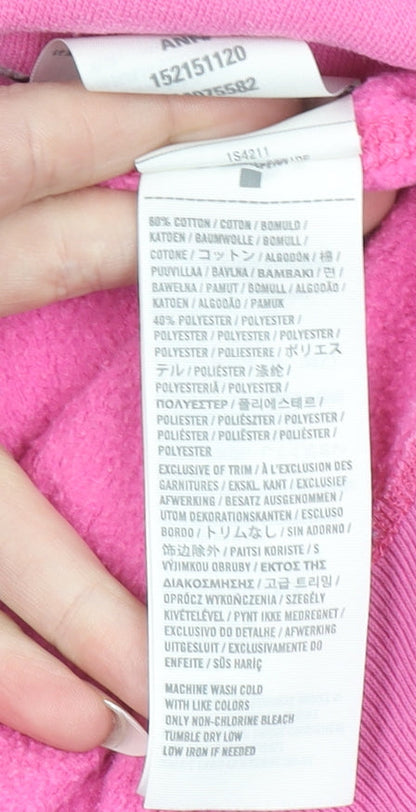 152151120
1S4211
60% COTTON / COTON / BOMULD /
KATOEN / BAUMWOLLE / BOMULL /
COTONE / コットン / ALGODÓN / 棉 /
PUUVILLAA / BAVLNA / ΒΑΜΒΑΚΙ / 면 /
BAWEŁNA / PAMUT / BOMULL / ALGODÃO /
KATOEN / ALGODÃO / PAMUK
40% POLYESTER / POLYESTER /
POLYESTER / POLYESTER / POLYESTER /
POLYESTER / POLIESTERE / ポリエス
テル / POLIÉSTER / 涤纶 /
POLYESTERIÄ / POLYESTER /
ΠΟΛΥΕΣΤΕΡ / 폴리에스테르 /
POLIESTER / POLIÉSZTER / POLYESTER /
POLIÉSTER / POLIÉSTER / POLIÉSTER /
POLYESTER
EXCLUSIVE OF TRIM / À L'EXCLUSION DES
GARNITURES / EKSKL. KANT / EXCLUSIEF
AFWERKING / BESATZ AUSGENOMMEN /
UTOM DEKORATIONSKANTEN / ESCLUSO
BORDO / トリムなし / SIN ADORNO /
饰边除外 / PAITSI KORISTE / S
VÝJIMKOU OBRUBY / ΕΚΤΟΣ ΤΗΣ
ΔΙΑΚΟΣΜΗΣΗΣ / 고급 트리밍 /
OPRÓCZ WYKOŃCZENIA / SZEGÉLY
KIVÉTELÉVEL / PYNT IKKE MEDREGNET /
EXCLUSIVO DO DETALHE / AFWERKING
UITGESLUIT / EXCLUSIVAMENTE DO
ENFEITE / SÜS HARİÇ
MACHINE WASH COLD
WITH LIKE COLORS
ONLY NON-CHLORINE BLEACH
TUMBLE DRY LOW
LOW IRON IF NEEDED